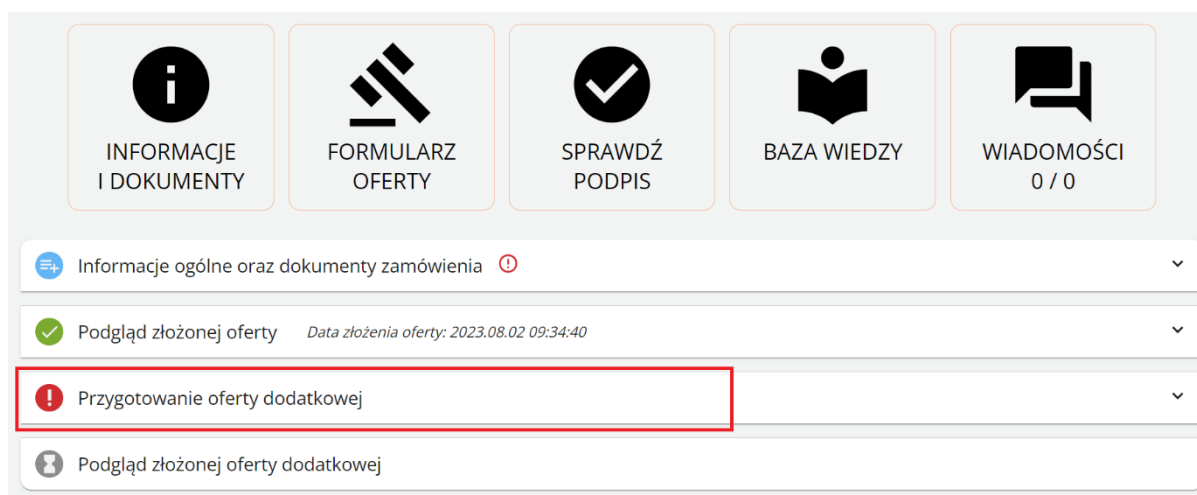 INFORMACJE
I DOKUMENTY
FORMULARZ
OFERTY
SPRAWDŹ
PODPIS
BAZA WIEDZY
WIADOMOŚCI
0 / 0
Informacje ogólne oraz dokumenty zamówienia
Podgląd złożonej oferty Data złożenia oferty: 2023.08.02 09:34:40
Przygotowanie oferty dodatkowej
Podgląd złożonej oferty dodatkowej